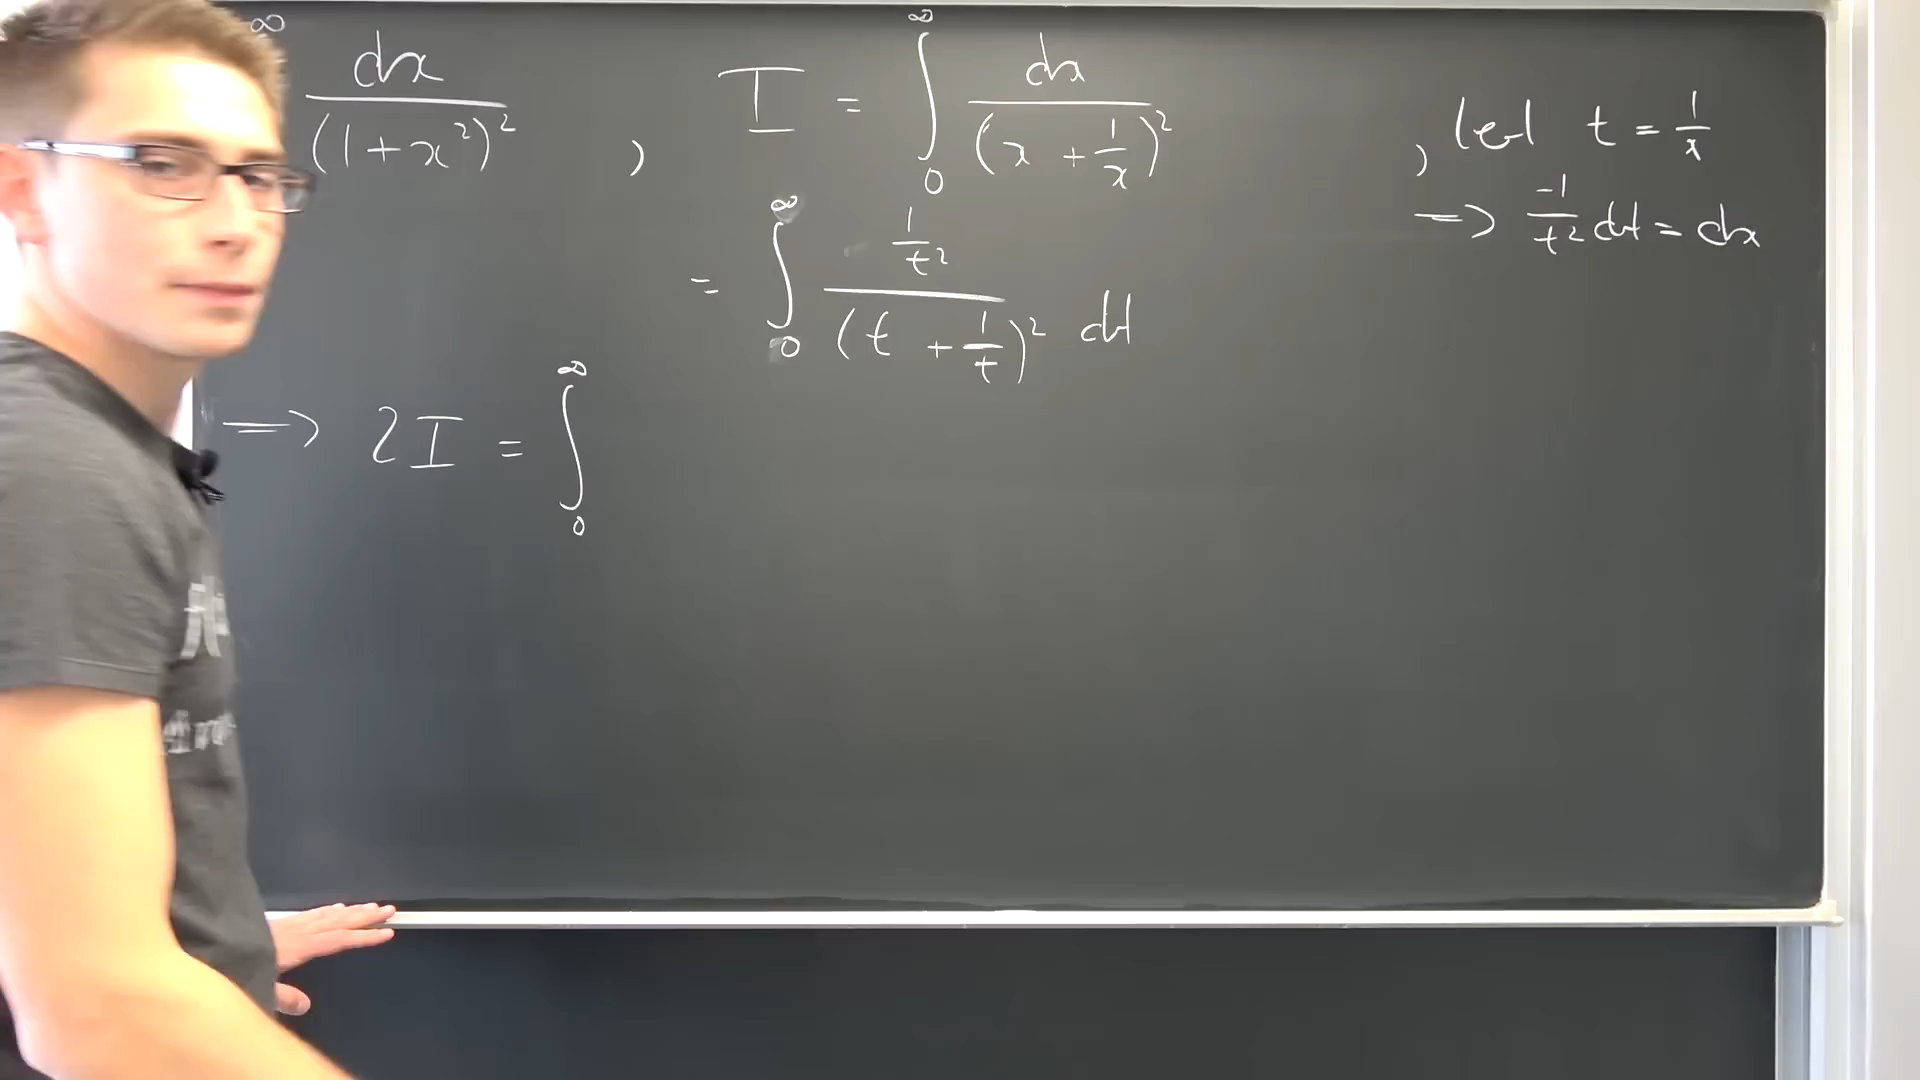 ∞ dx / (1+x²)² , I = ∫₀^∞ dx / (x + 1/x)² , let t = 1/x
=> -1/t² dt = dx
= ∫₀^∞ 1/t² / (t + 1/t)² dt
=> 2I = ∫₀^∞